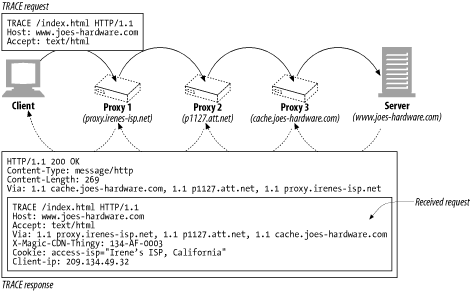 TRACE request
TRACE /index.html HTTP/1.1
Host: www.joes-hardware.com
Accept: text/html
Client
Proxy 1
(proxy.irenes-isp.net)
Proxy 2
(p1127.att.net)
Proxy 3
(cache.joes-hardware.com)
Server
(www.joes-hardware.com)
HTTP/1.1 200 OK
Content-Type: message/http
Content-Length: 269
Via: 1.1 cache.joes-hardware.com, 1.1 p1127.att.net, 1.1 proxy.irenes-isp.net
TRACE /index.html HTTP/1.1
Host: www.joes-hardware.com
Accept: text/html
Via: 1.1 proxy.irenes-isp.net, 1.1 p1127.att.net, 1.1 cache.joes-hardware.com
X-Magic-CDN-Thingy: 134-AF-0003
Cookie: access-isp="Irene's ISP, California"
Client-ip: 209.134.49.32
Received request
TRACE response